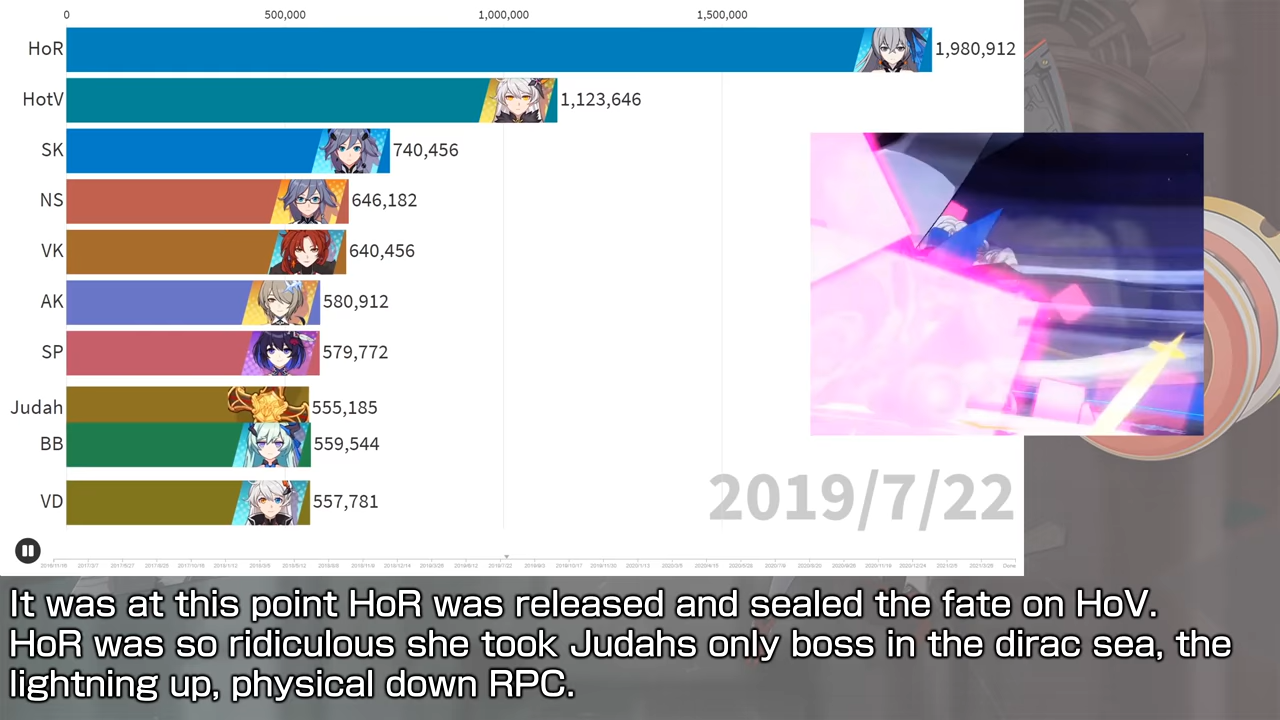 0 500,000 1,000,000 1,500,000
HoR 1,980,912
HotV 1,123,646
SK 740,456
NS 646,182
VK 640,456
AK 580,912
SP 579,772
Judah 555,185
BB 559,544
VD 557,781
2019/7/22
It was at this point HoR was released and sealed the fate on HoV.
HoR was so ridiculous she took Judahs only boss in the dirac sea, the
lightning up, physical down RPC.